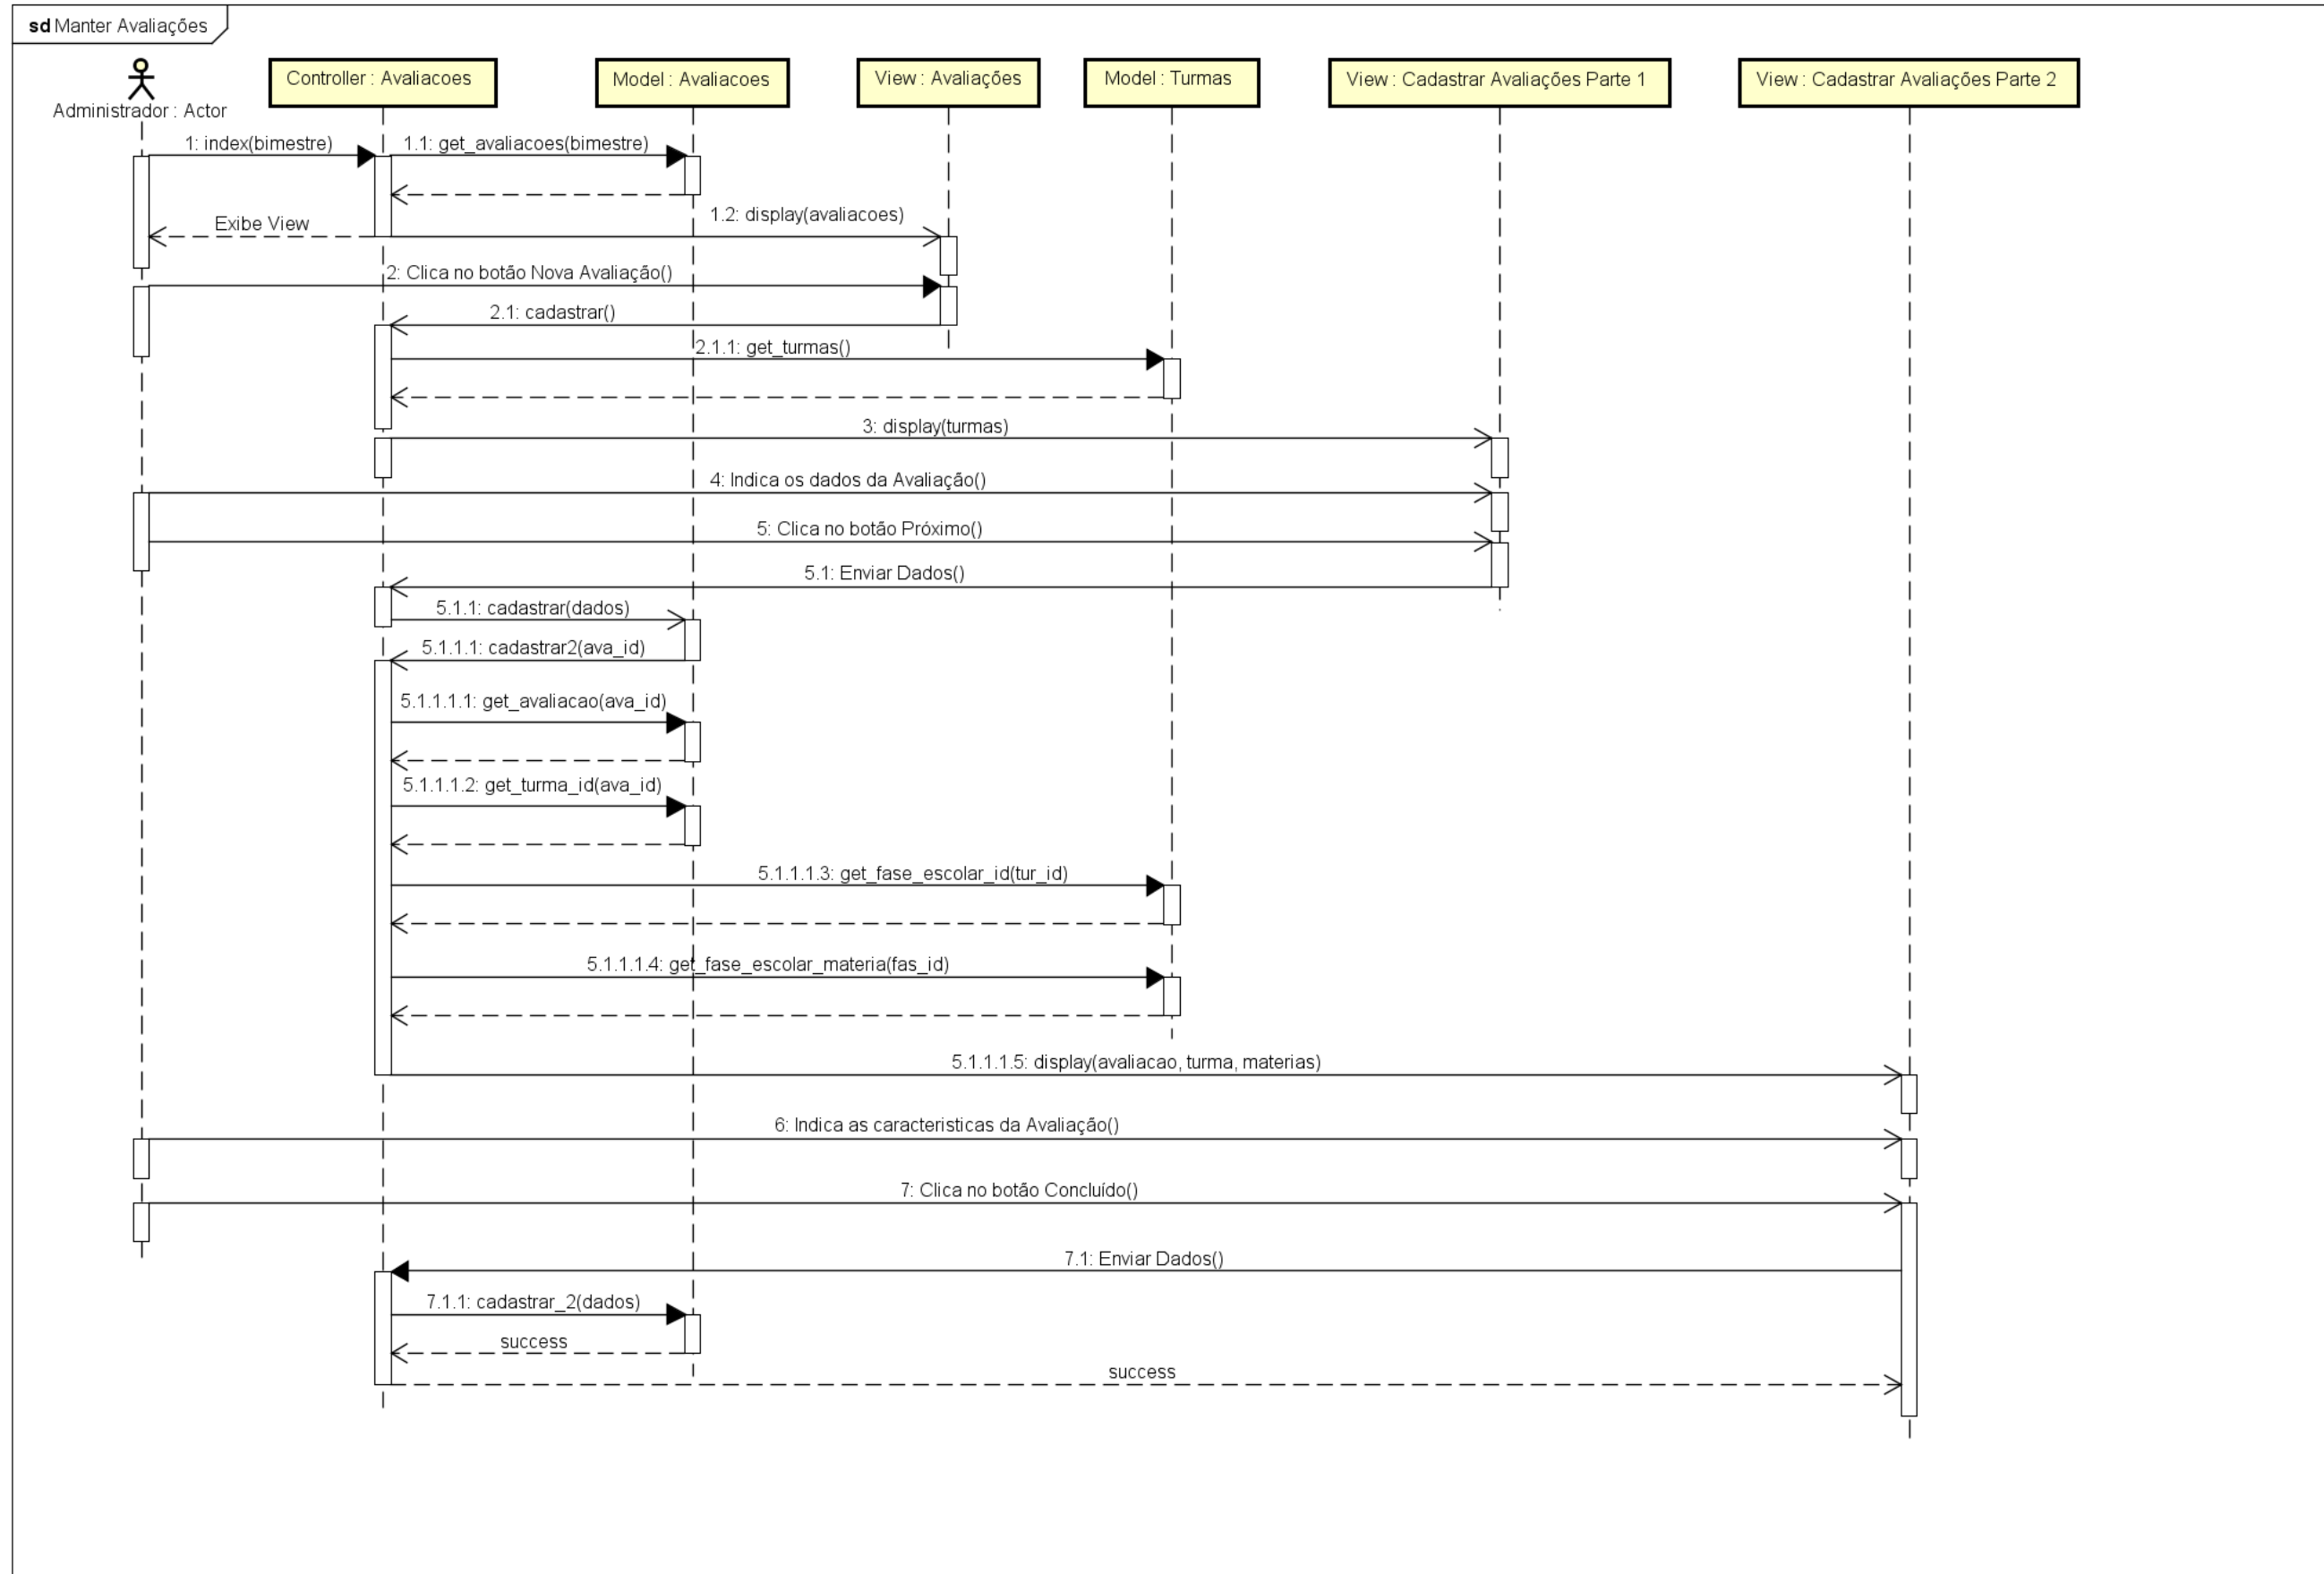 sd Manter Avaliações
Administrador : Actor
Controller : Avaliacoes
Model : Avaliacoes
View : Avaliações
Model : Turmas
View : Cadastrar Avaliações Parte 1
View : Cadastrar Avaliações Parte 2
1: index(bimestre)
1.1: get_avaliacoes(bimestre)
1.2: display(avaliacoes)
Exibe View
2: Clica no botão Nova Avaliação()
2.1: cadastrar()
2.1.1: get_turmas()
3: display(turmas)
4: Indica os dados da Avaliação()
5: Clica no botão Próximo()
5.1: Enviar Dados()
5.1.1: cadastrar(dados)
5.1.1.1: cadastrar2(ava_id)
5.1.1.1.1: get_avaliacao(ava_id)
5.1.1.1.2: get_turma_id(ava_id)
5.1.1.1.3: get_fase_escolar_id(tur_id)
5.1.1.1.4: get_fase_escolar_materia(fas_id)
5.1.1.1.5: display(avaliacao, turma, materias)
6: Indica as caracteristicas da Avaliação()
7: Clica no botão Concluído()
7.1: Enviar Dados()
7.1.1: cadastrar_2(dados)
success
success